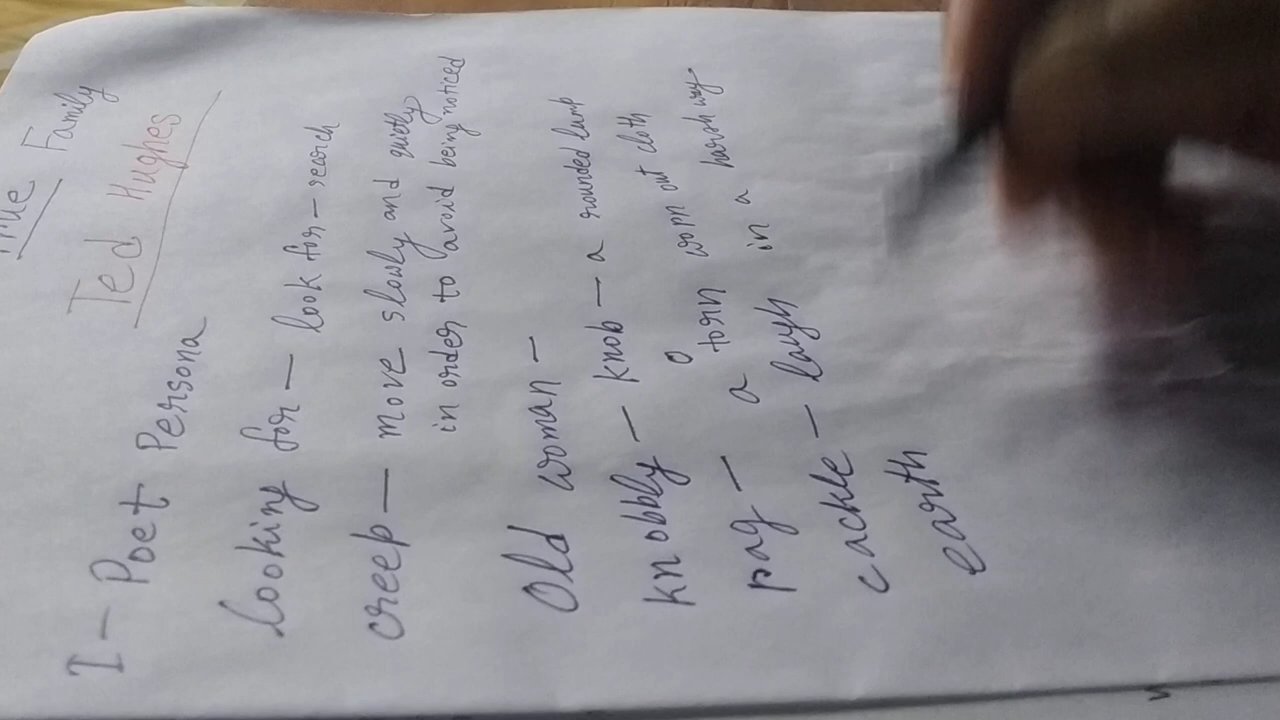 True Family
Ted Hughes
I - Poet Persona
looking for - look for - search
creep - move slowly and quietly
in order to avoid being noticed
Old woman -
knobbly - knob - a rounded lump
rag - a torn worn out cloth
cackle - laugh in a harsh way
earth